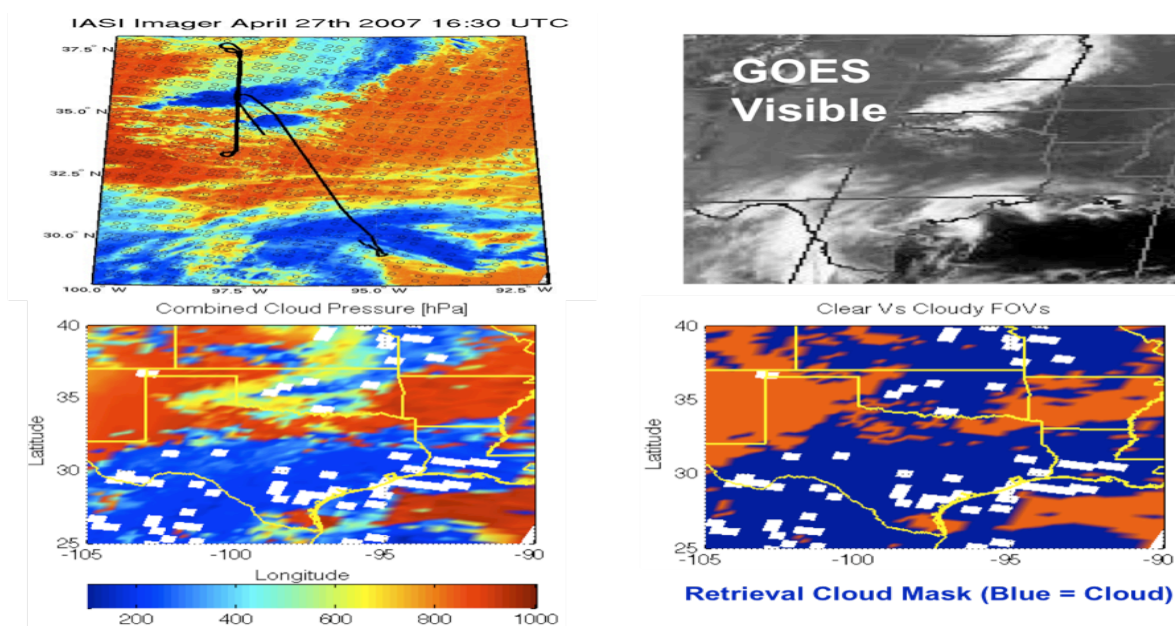 IASI Imager April 27th 2007 16:30 UTC
37.5° N
35.0° N
32.5° N
30.0° N
100.0° W
97.5° W
95.0° W
92.5° W
GOES
Visible
Combined Cloud Pressure [hPa]
40
35
30
25
Latitude
-105
-100
-95
-90
Longitude
200
400
600
800
1000
Clear Vs Cloudy FOVs
40
35
30
25
Latitude
-105
-100
-95
-90
Retrieval Cloud Mask (Blue = Cloud)